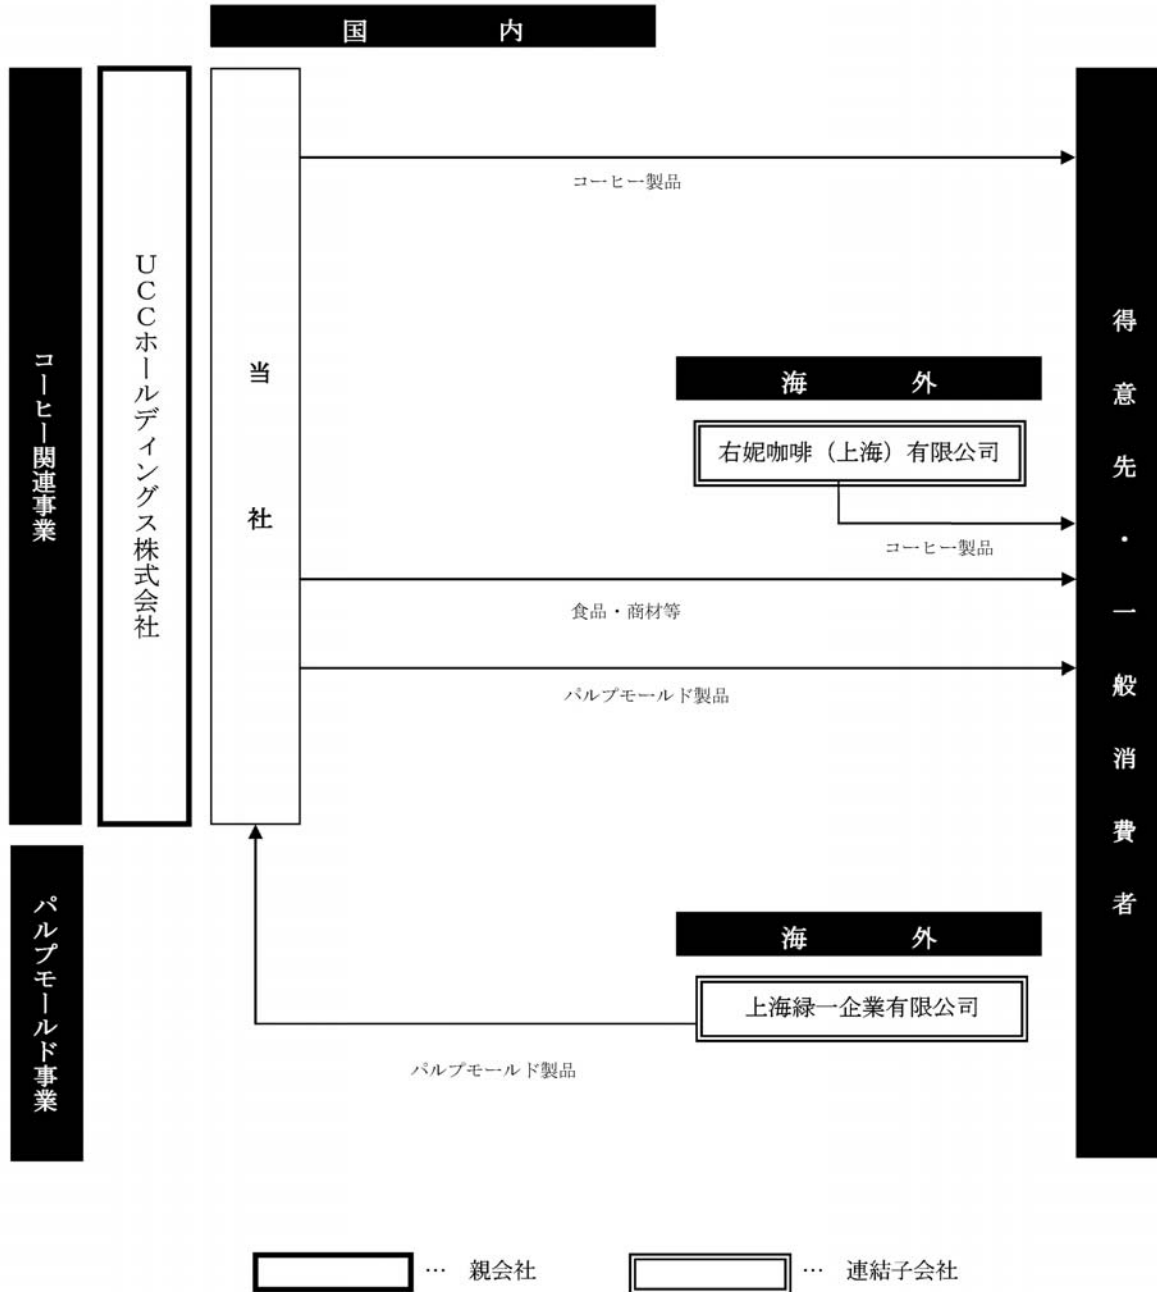 国内
コーヒー関連事業
UCCホールディングス株式会社
当社
コーヒー製品
海外
右妮咖啡（上海）有限公司
コーヒー製品
食品・商材等
パルプモールド製品
得意先・一般消費者
パルプモールド事業
海外
上海緑一企業有限公司
パルプモールド製品
… 親会社
… 連結子会社